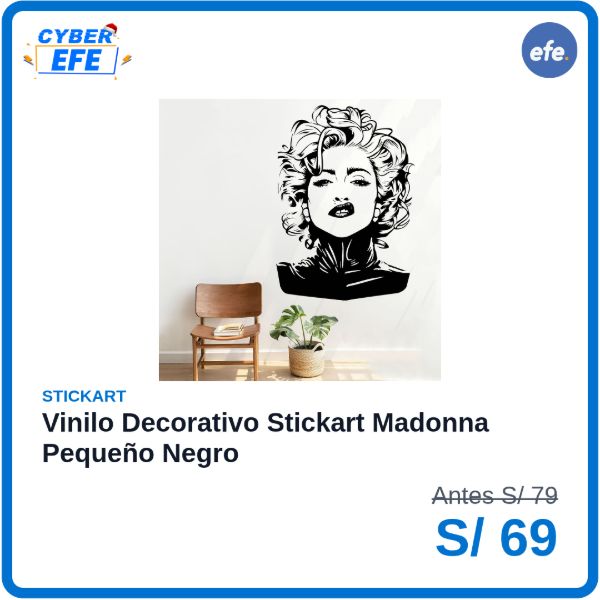 CYBER
EFE
efe.
STICKART
Vinilo Decorativo Stickart Madonna
Pequeño Negro
Antes S/ 79
S/ 69